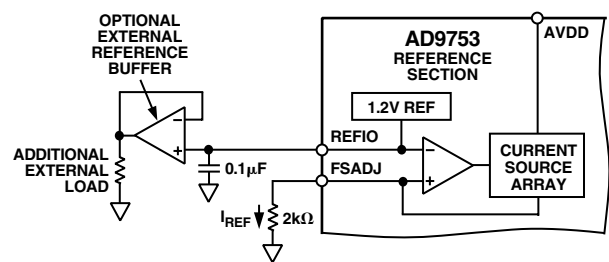 OPTIONAL
EXTERNAL
REFERENCE
BUFFER
AVDD
AD9753
REFERENCE
SECTION
1.2V REF
–
+
REFIO
ADDITIONAL
EXTERNAL
LOAD
0.1μF
FSADJ
–
+
CURRENT
SOURCE
ARRAY
IREF
2kΩ